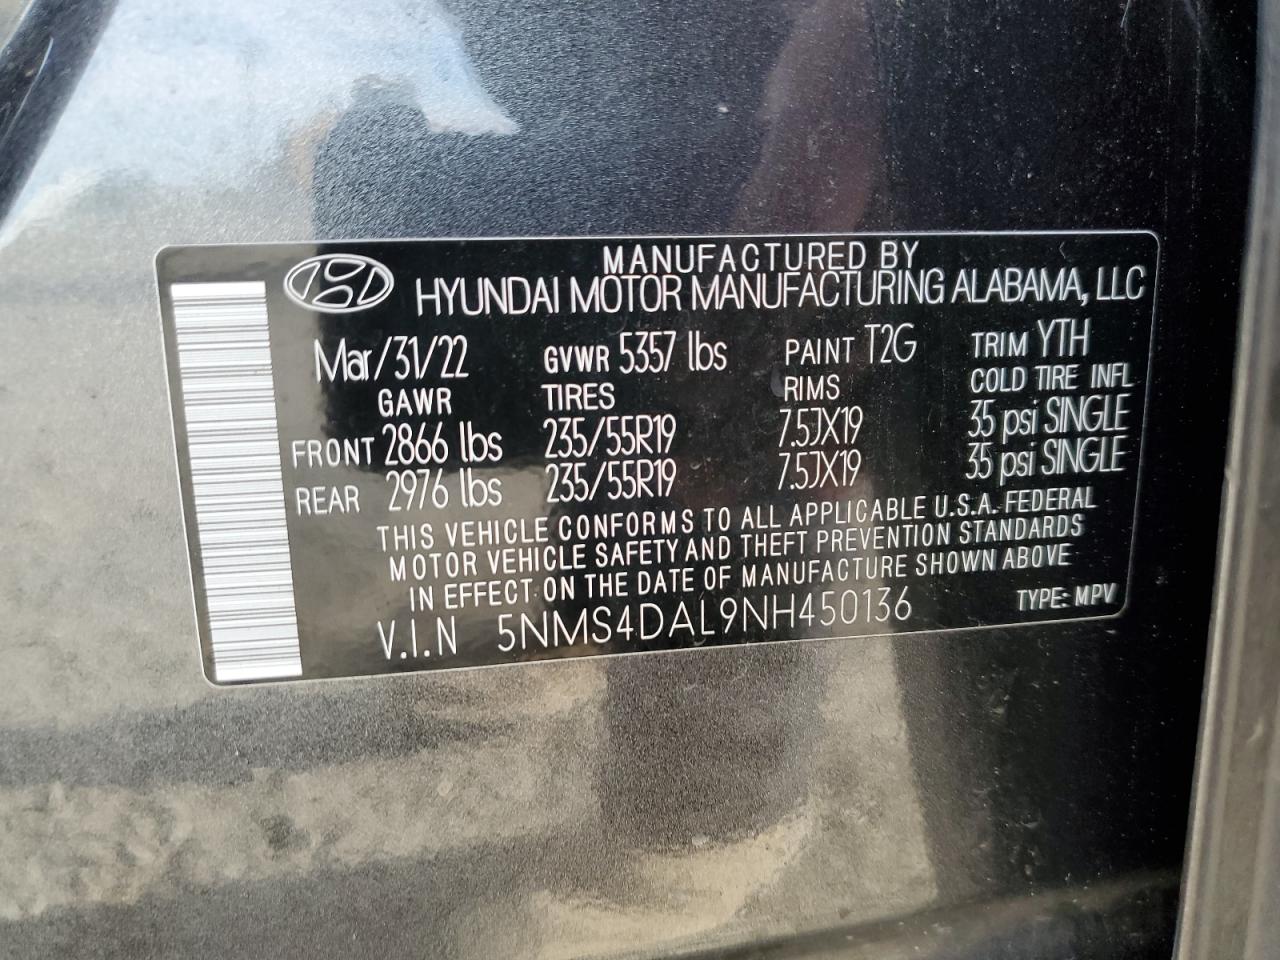 MANUFACTURED BY
HYUNDAI MOTOR MANUFACTURING ALABAMA, LLC
Mar/31/22 GVWR 5357 lbs PAINT T2G TRIM YTH
GAWR TIRES RIMS COLD TIRE INFL
FRONT 2866 lbs 235/55R19 7.5JX19 35 psi SINGLE
REAR 2976 lbs 235/55R19 7.5JX19 35 psi SINGLE
THIS VEHICLE CONFORMS TO ALL APPLICABLE U.S.A. FEDERAL
MOTOR VEHICLE SAFETY AND THEFT PREVENTION STANDARDS
IN EFFECT ON THE DATE OF MANUFACTURE SHOWN ABOVE
V.I.N 5NMS4DAL9NH450136 TYPE: MPV